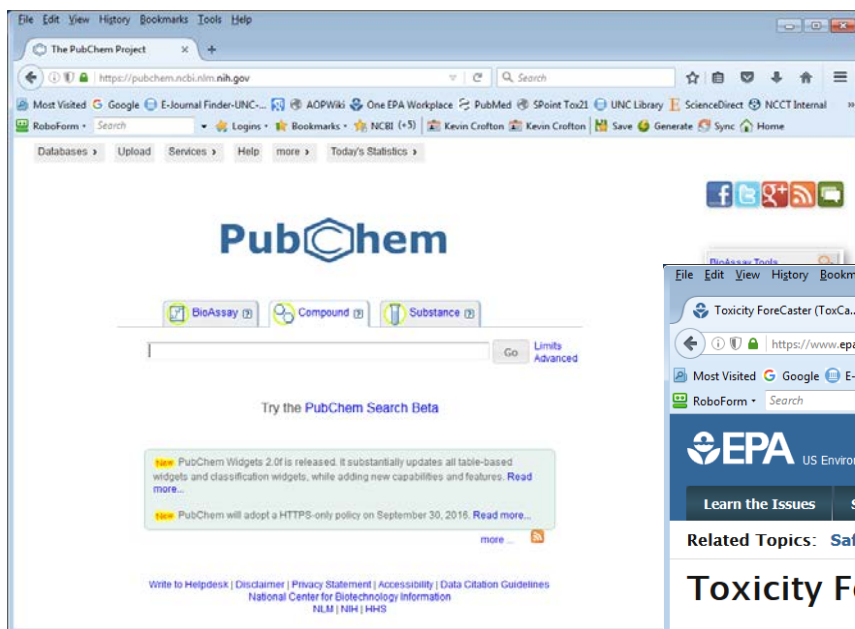 File Edit View History Bookmarks Tools Help
The PubChem Project × +
https://pubchem.ncbi.nlm.nih.gov Search
Most Visited Google E-Journal Finder-UNC-... AOPWiki One EPA Workplace PubMed SPoint Tox21 UNC Library ScienceDirect NCCT Internal »
RoboForm Search Logins Bookmarks NCBI (+5) Kevin Crofton Kevin Crofton Save Generate Sync Home
Databases › Upload Services › Help more › Today's Statistics ›
PubChem
BioAssay Tools
BioAssay Compound Substance
Go
Limits
Advanced
Try the PubChem Search Beta
New PubChem Widgets 2.0f is released. It substantially updates all table-based
widgets and classification widgets, while adding new capabilities and features. Read
more...
New PubChem will adopt a HTTPS-only policy on September 30, 2016. Read more...
more ...
Write to Helpdesk | Disclaimer | Privacy Statement | Accessibility | Data Citation Guidelines
National Center for Biotechnology Information
NLM | NIH | HHS
File Edit View History Bookm
Toxicity ForeCaster (ToxCa...
https://www.epa
Most Visited Google E-
RoboForm Search
EPA US Enviro
Learn the Issues S
Related Topics: Saf
Toxicity Fo